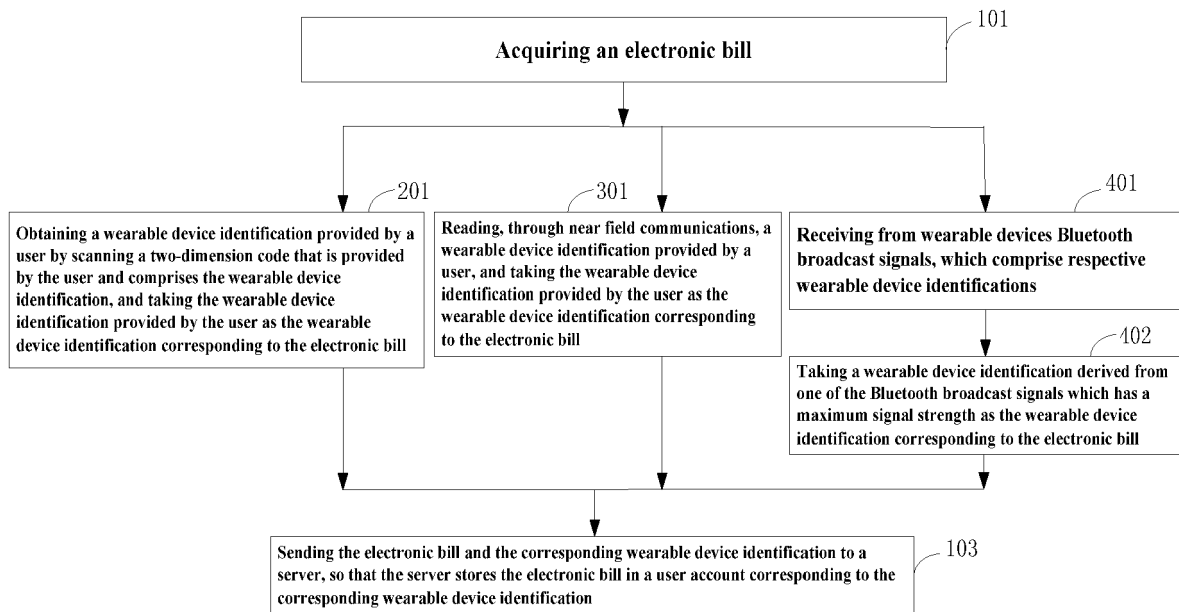 101
Acquiring an electronic bill
201
Obtaining a wearable device identification provided by a
user by scanning a two-dimension code that is provided
by the user and comprises the wearable device
identification, and taking the wearable device
identification provided by the user as the wearable
device identification corresponding to the electronic bill
301
Reading, through near field communications, a
wearable device identification provided by a
user, and taking the wearable device
identification provided by the user as the
wearable device identification corresponding
to the electronic bill
401
Receiving from wearable devices Bluetooth
broadcast signals, which comprise respective
wearable device identifications
402
Taking a wearable device identification derived from
one of the Bluetooth broadcast signals which has a
maximum signal strength as the wearable device
identification corresponding to the electronic bill
103
Sending the electronic bill and the corresponding wearable device identification to a
server, so that the server stores the electronic bill in a user account corresponding to the
corresponding wearable device identification